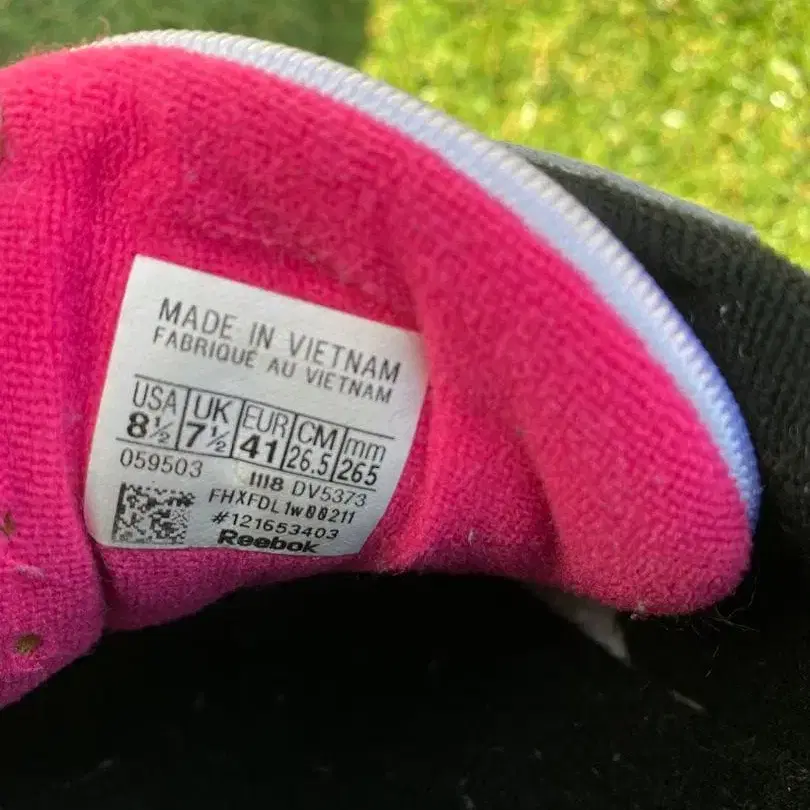 MADE IN VIETNAM
FABRIQUÉ AU VIETNAM
USA UK EUR CM mm
8½ 7½ 41 26.5 265
059503 1118 DV5373
#121653403
Reebok